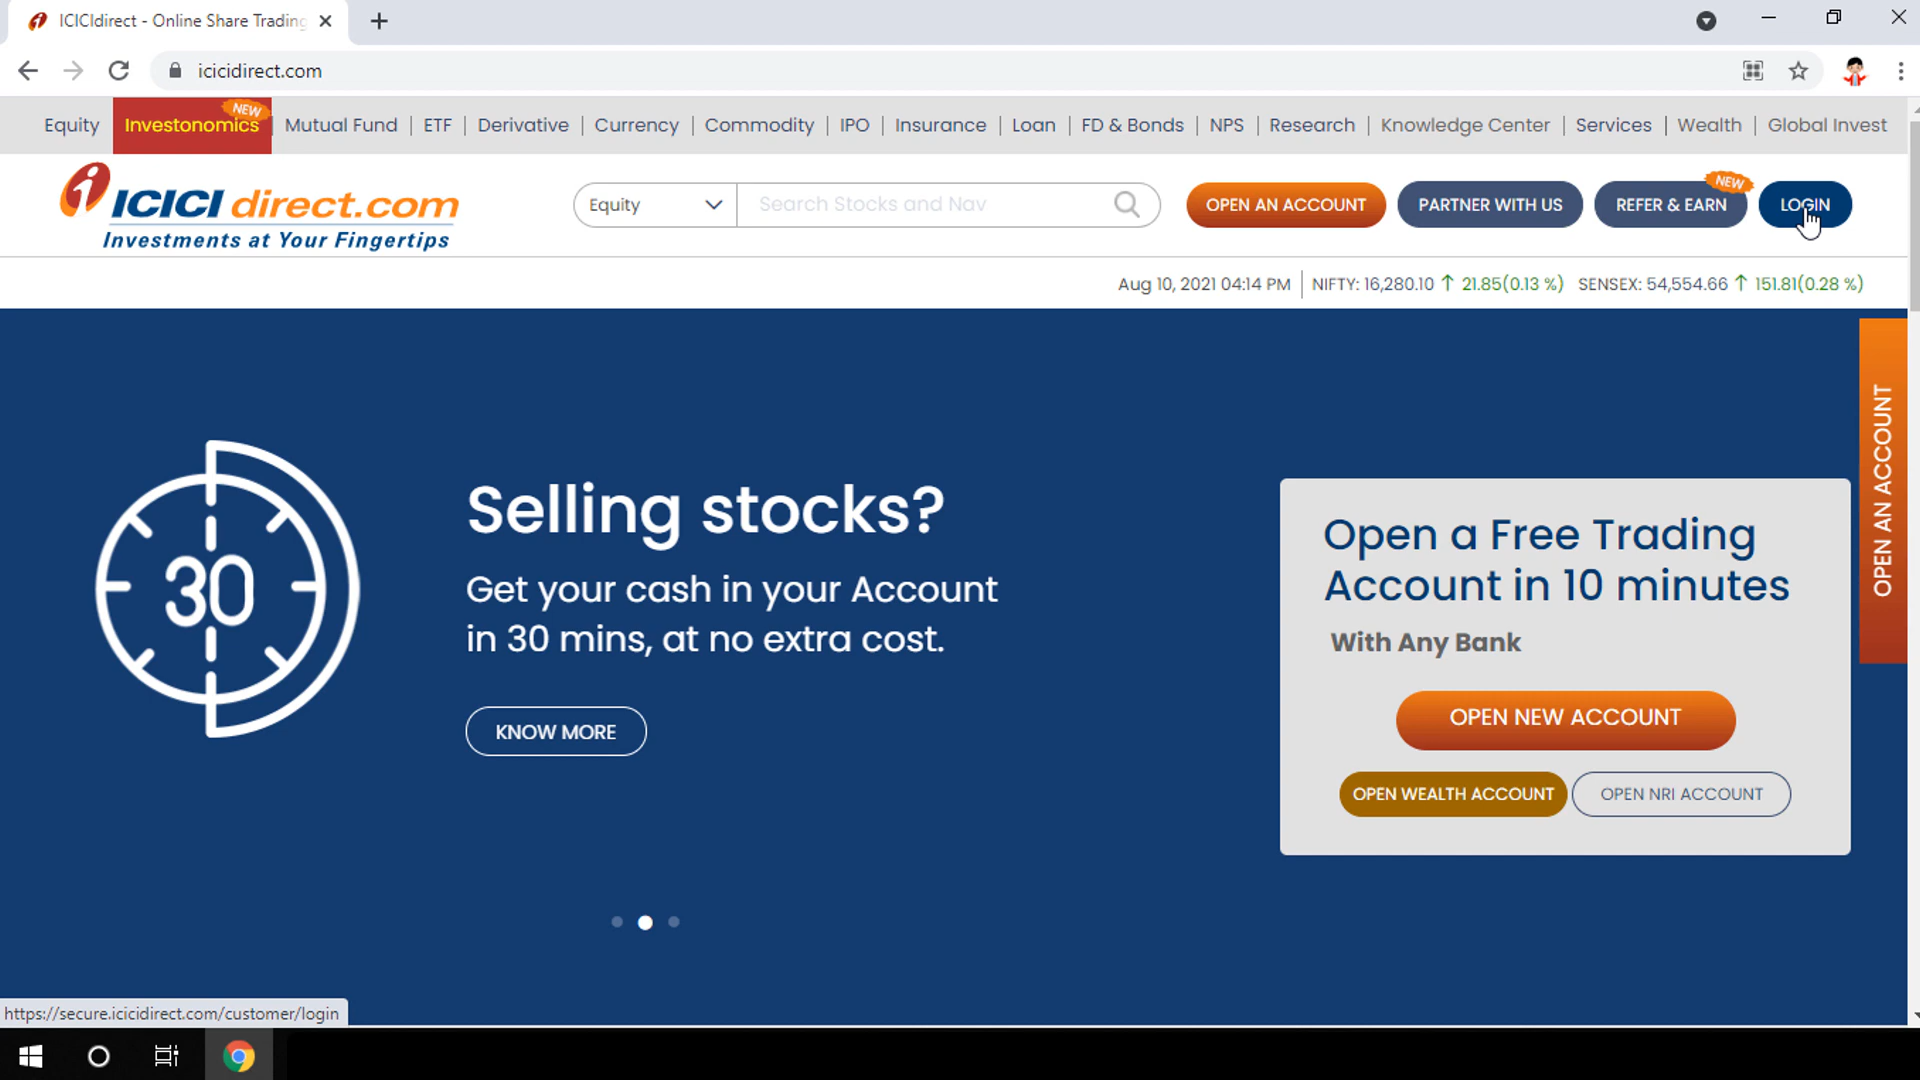 ICICIdirect - Online Share Trading
icicidirect.com
Equity
Investonomics
NEW
Mutual Fund
ETF
Derivative
Currency
Commodity
IPO
Insurance
Loan
FD & Bonds
NPS
Research
Knowledge Center
Services
Wealth
Global Invest
i ICICI direct.com
Investments at Your Fingertips
Equity
Search Stocks and Nav
OPEN AN ACCOUNT
PARTNER WITH US
REFER & EARN
NEW
LOGIN
Aug 10, 2021 04:14 PM
NIFTY: 16,280.10 ↑ 21.85(0.13 %) SENSEX: 54,554.66 ↑ 151.81(0.28 %)
30
Selling stocks?
Get your cash in your Account
in 30 mins, at no extra cost.
KNOW MORE
Open a Free Trading
Account in 10 minutes
With Any Bank
OPEN NEW ACCOUNT
OPEN WEALTH ACCOUNT
OPEN NRI ACCOUNT
OPEN AN ACCOUNT
https://secure.icicidirect.com/customer/login